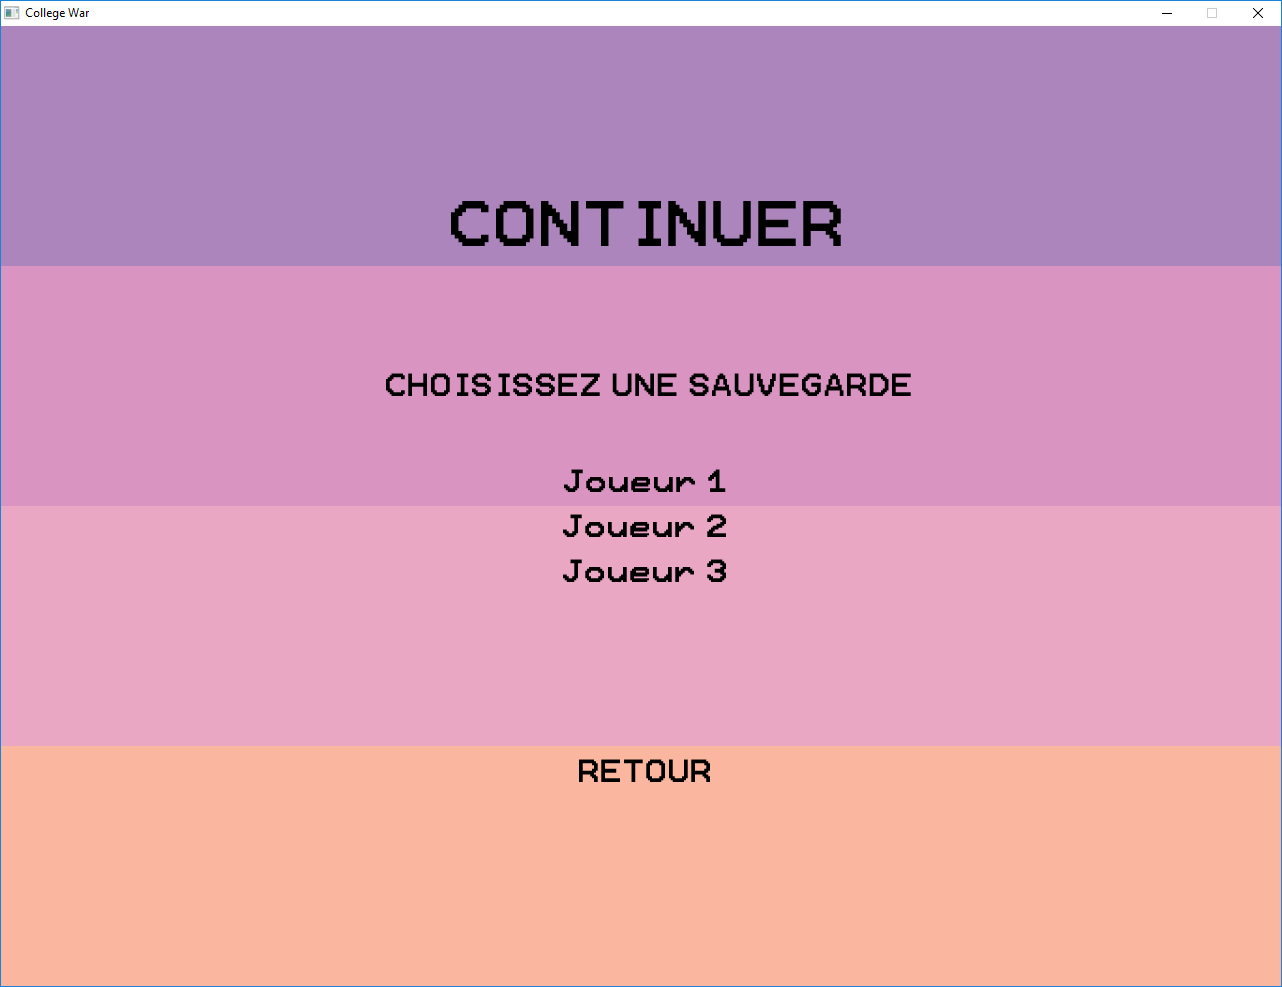 College War
CONTINUER
CHOISISSEZ UNE SAUVEGARDE
Joueur 1
Joueur 2
Joueur 3
RETOUR